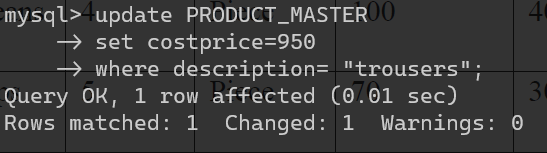 mysql> update PRODUCT_MASTER
-> set costprice=950
-> where description= "trousers";
Query OK, 1 row affected (0.01 sec)
Rows matched: 1 Changed: 1 Warnings: 0